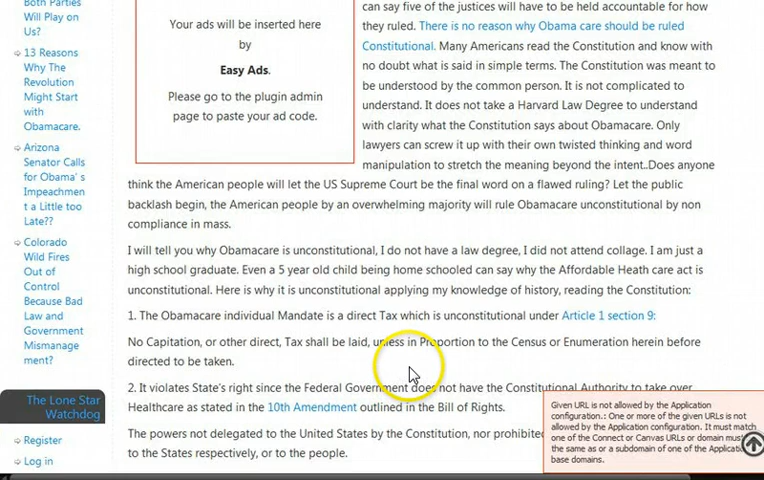 Both
Parties
Will Play on
Us?
13 Reasons
Why The
Revolution
Might Start
with
Obamacare.
Arizona
Senator Calls
for Obama' s
Impeachmen
t a Little too
Late??
Colorado
Wild Fires
Out of
Control
Because Bad
Law and
Government
Mismanage
ment?
The Lone Star
Watchdog
Register
Log in
Your ads will be inserted here
by
Easy Ads.
Please go to the plugin admin
page to paste your ad code.
can say five of the justices will have to be held accountable for how
they ruled. There is no reason why Obama care should be ruled
Constitutional. Many Americans read the Constitution and know with
no doubt what is said in simple terms. The Constitution was meant to
be understood by the common person. It is not complicated to
understand. It does not take a Harvard Law Degree to understand
with clarity what the Constitution says about Obamacare. Only
lawyers can screw it up with their own twisted thinking and word
manipulation to stretch the meaning beyond the intent..Does anyone
think the American people will let the US Supreme Court be the final word on a flawed ruling? Let the public
backlash begin, the American people by an overwhelming majority will rule Obamacare unconstitutional by non
compliance in mass.
I will tell you why Obamacare is unconstitutional, I do not have a law degree, I did not attend collage. I am just a
high school graduate. Even a 5 year old child being home schooled can say why the Affordable Heath care act is
unconstitutional. Here is why it is unconstitutional applying my knowledge of history, reading the Constitution:
1. The Obamacare individual Mandate is a direct Tax which is unconstitutional under Article 1 section 9:
No Capitation, or other direct, Tax shall be laid, unless in Proportion to the Census or Enumeration herein before
directed to be taken.
2. It violates State's right since the Federal Government does not have the Constitutional Authority to take over
Healthcare as stated in the 10th Amendment outlined in the Bill of Rights.
The powers not delegated to the United States by the Constitution, nor prohibited
to the States respectively, or to the people.
Given URL is not allowed by the Application
configuration.: One or more of the given URLs is not
allowed by the Application configuration. It must match
one of the Connect or Canvas URLs or domain must
the same as or a subdomain of one of the
base domains.